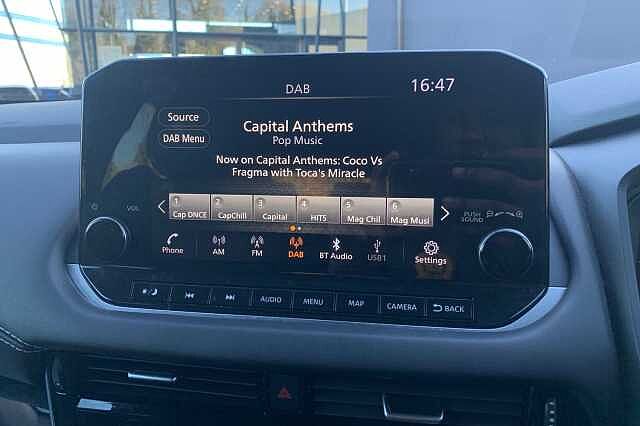 DAB
16:47
Source
DAB Menu
Capital Anthems
Pop Music
Now on Capital Anthems: Coco Vs
Fragma with Toca's Miracle
1 2 3 4 5 6
Cap DNCE CapChill Capital HITS Mag Chil Mag Musi
VOL
PUSH
SOUND
Phone AM FM DAB BT Audio USB1 Settings
AUDIO MENU MAP CAMERA BACK